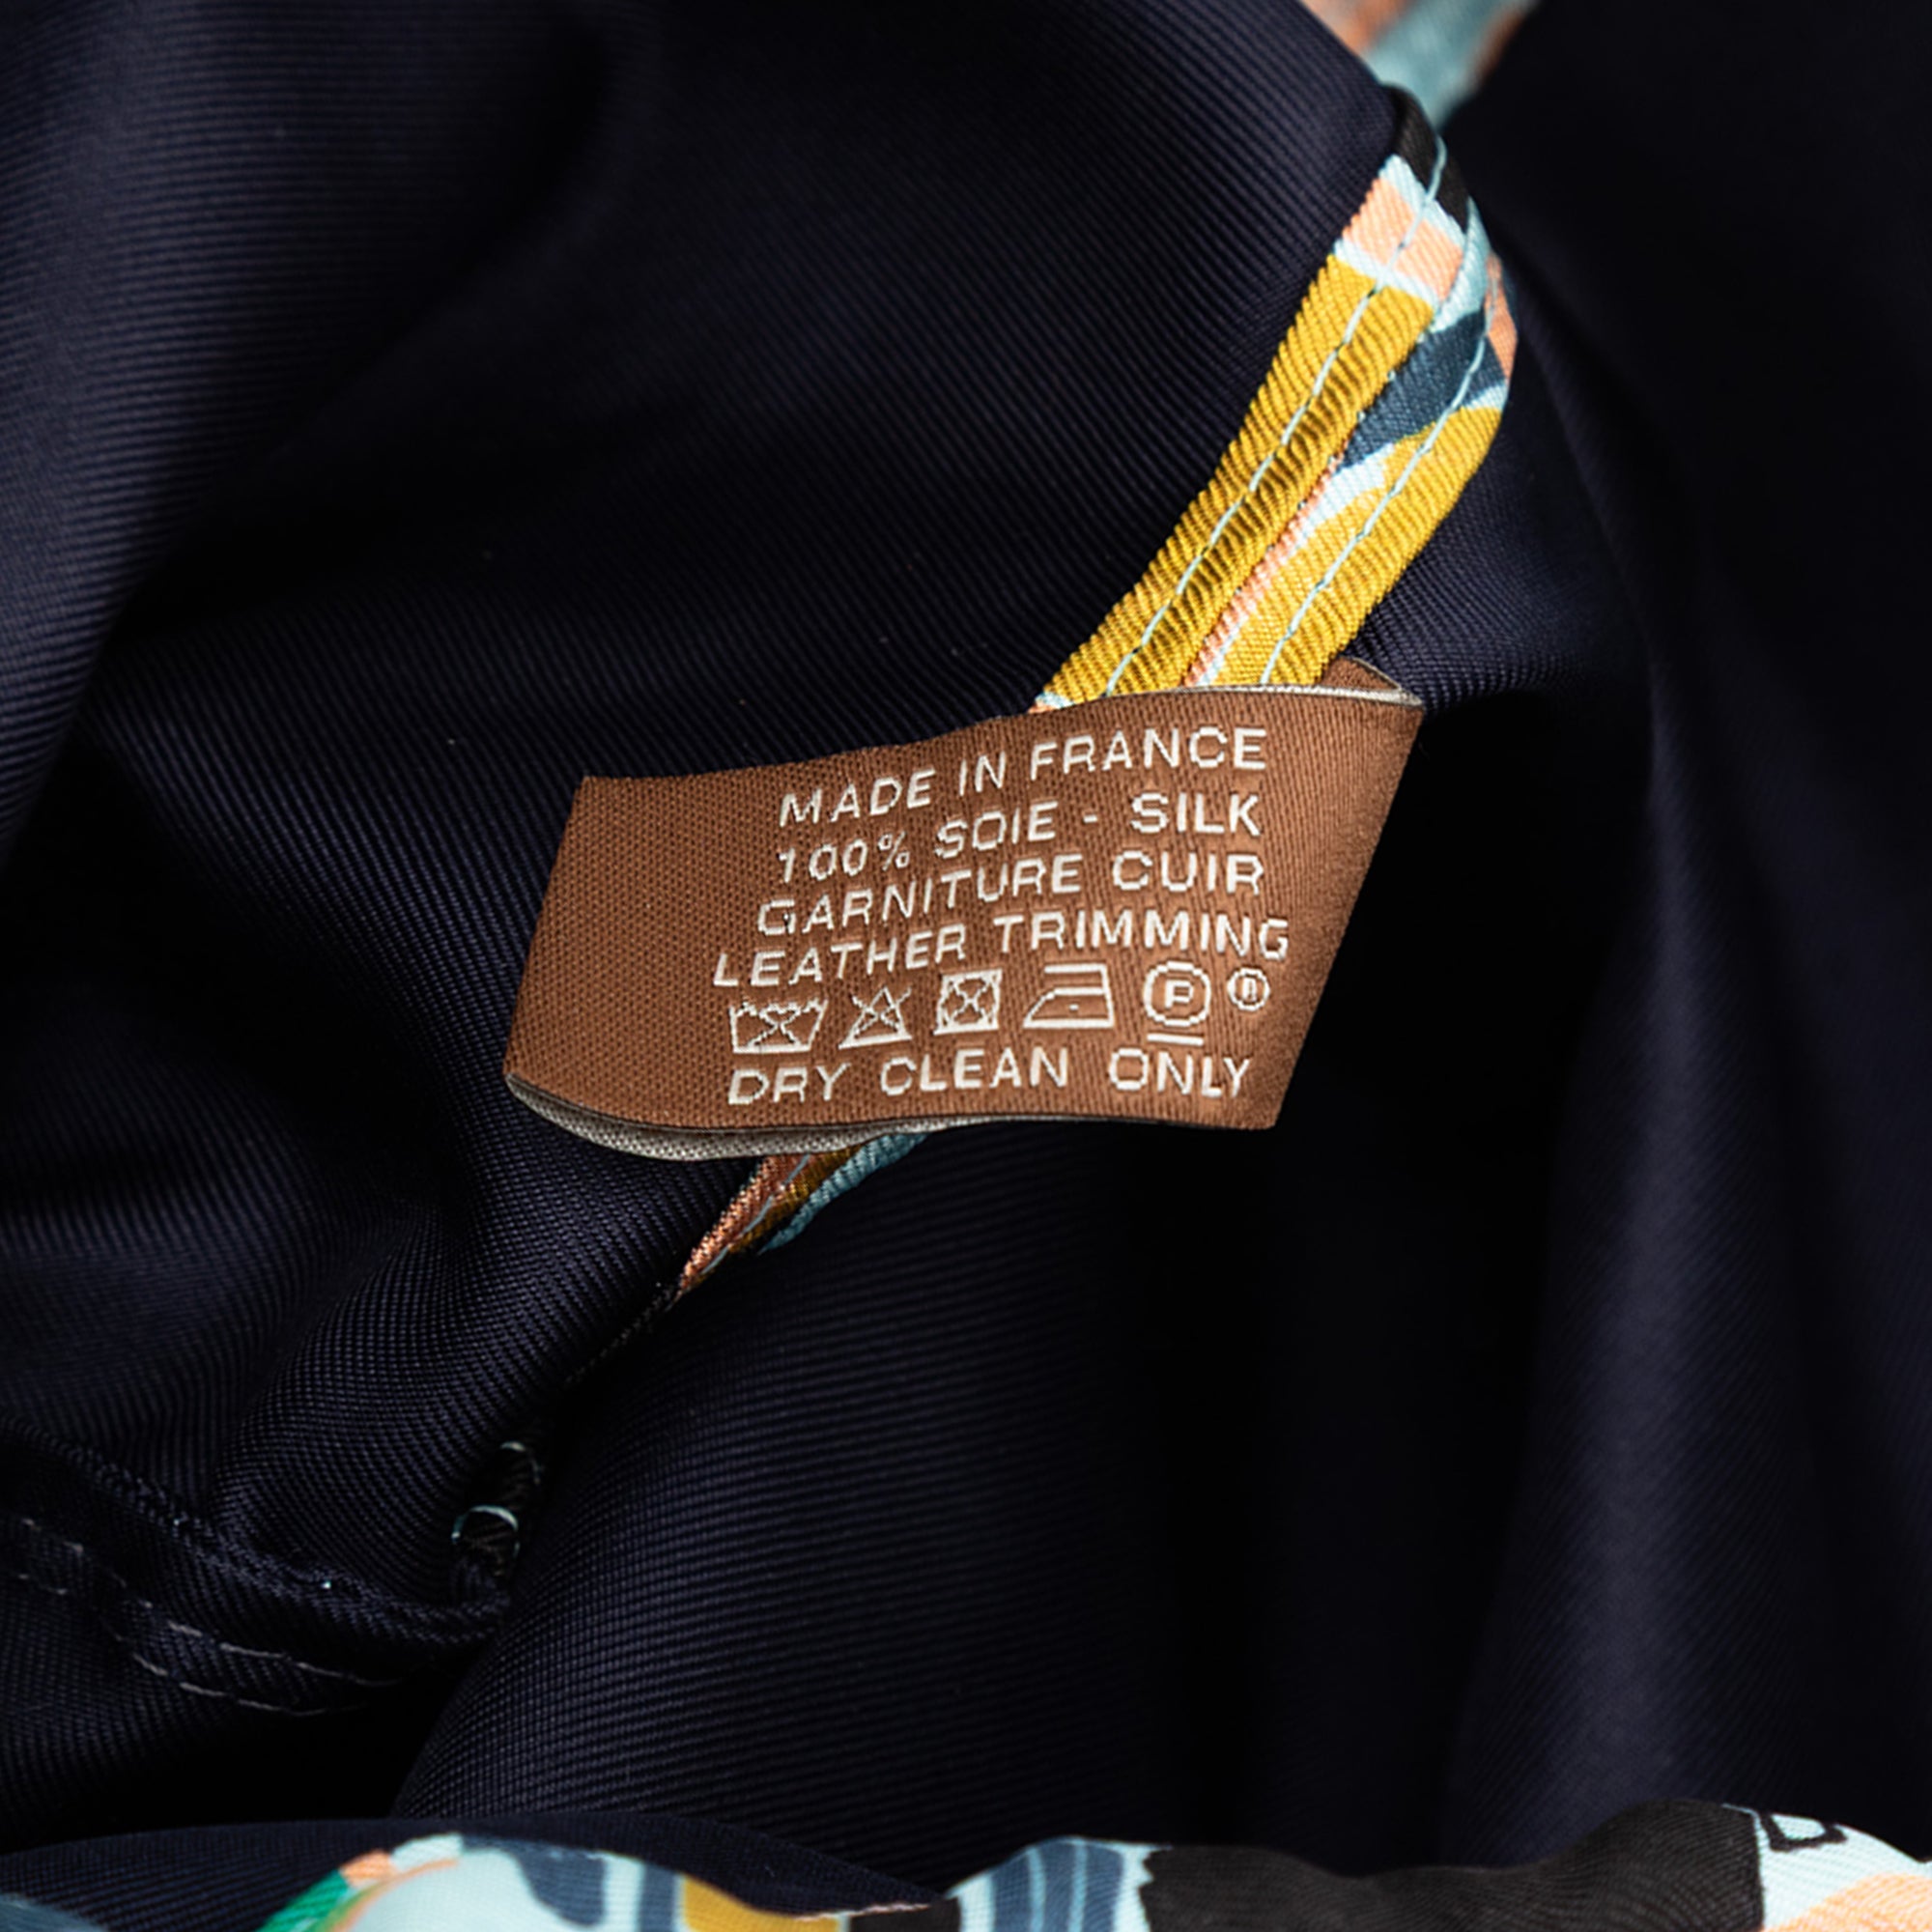 MADE IN FRANCE
100% SOIE - SILK
GARNITURE CUIR
LEATHER TRIMMING
P
DRY CLEAN ONLY